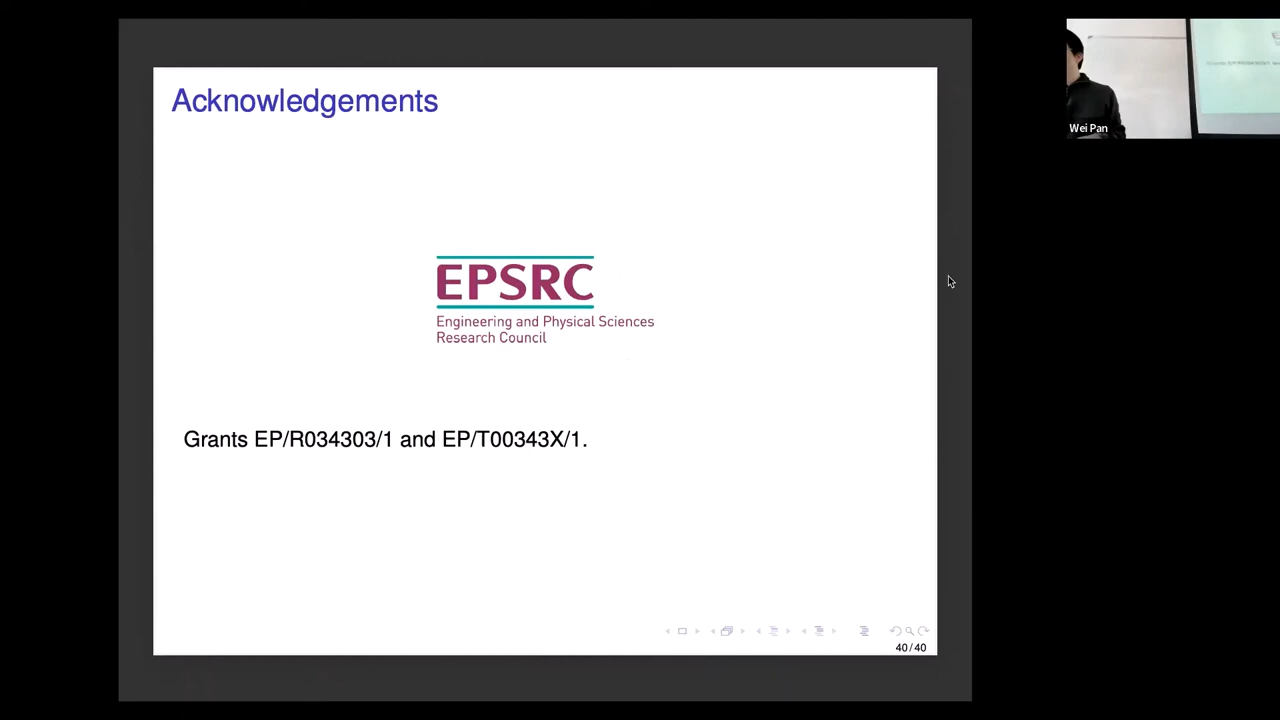 Acknowledgements
EPSRC
Engineering and Physical Sciences
Research Council
Grants EP/R034303/1 and EP/T00343X/1.
40/40
Wei Pan